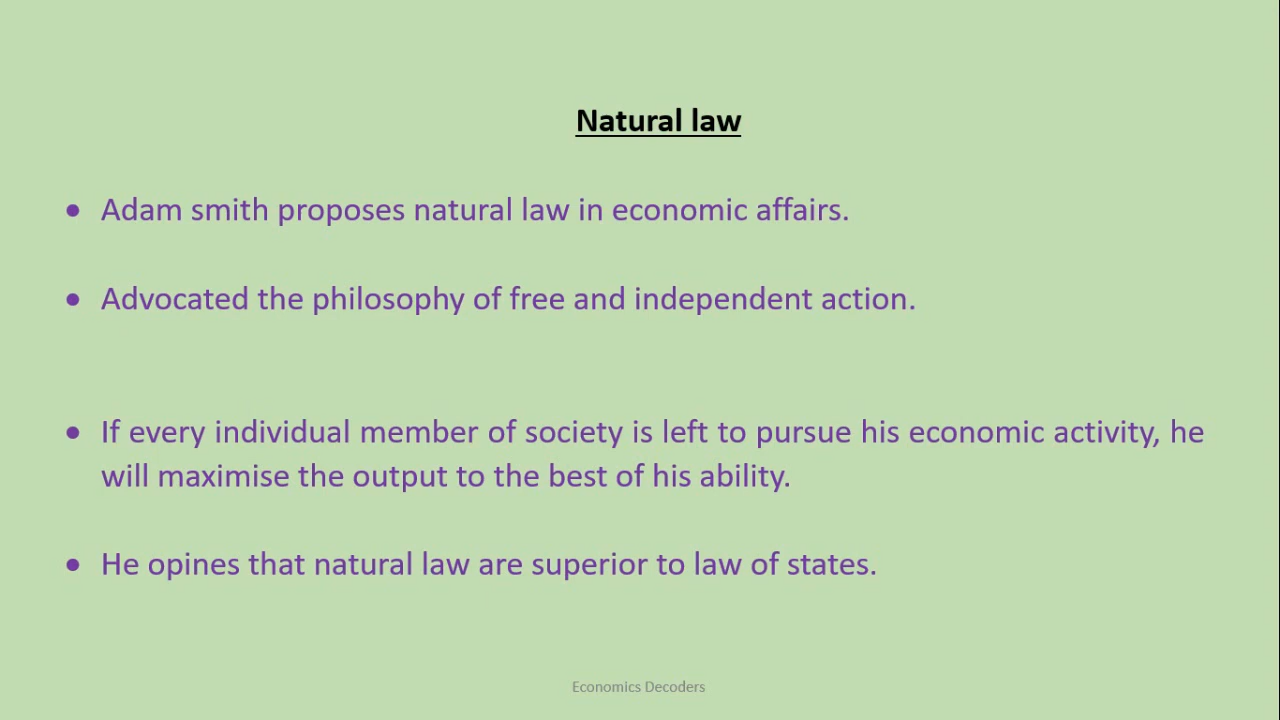 Natural law
• Adam smith proposes natural law in economic affairs.
• Advocated the philosophy of free and independent action.
• If every individual member of society is left to pursue his economic activity, he
will maximise the output to the best of his ability.
• He opines that natural law are superior to law of states.
Economics Decoders